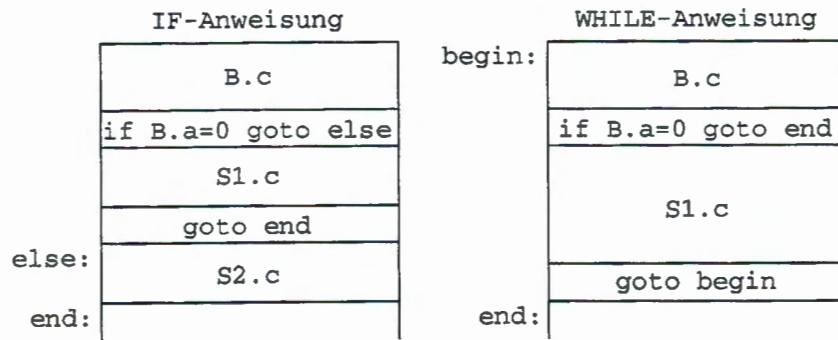 IF-Anweisung
B.c
if B.a=0 goto else
S1.c
goto end
else:
S2.c
end:
WHILE-Anweisung
begin:
B.c
if B.a=0 goto end
S1.c
goto begin
end: